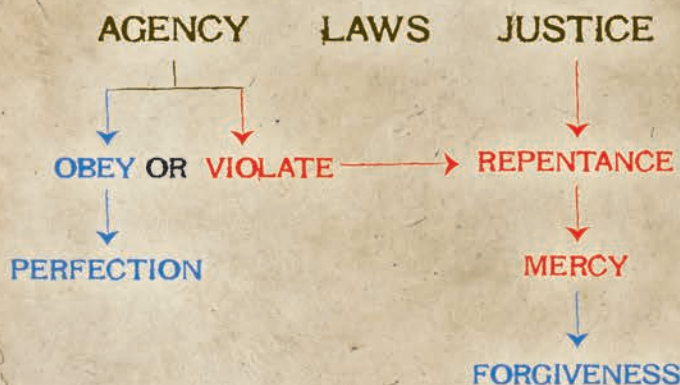 AGENCY LAWS JUSTICE
OBEY OR VIOLATE REPENTANCE
PERFECTION MERCY
FORGIVENESS